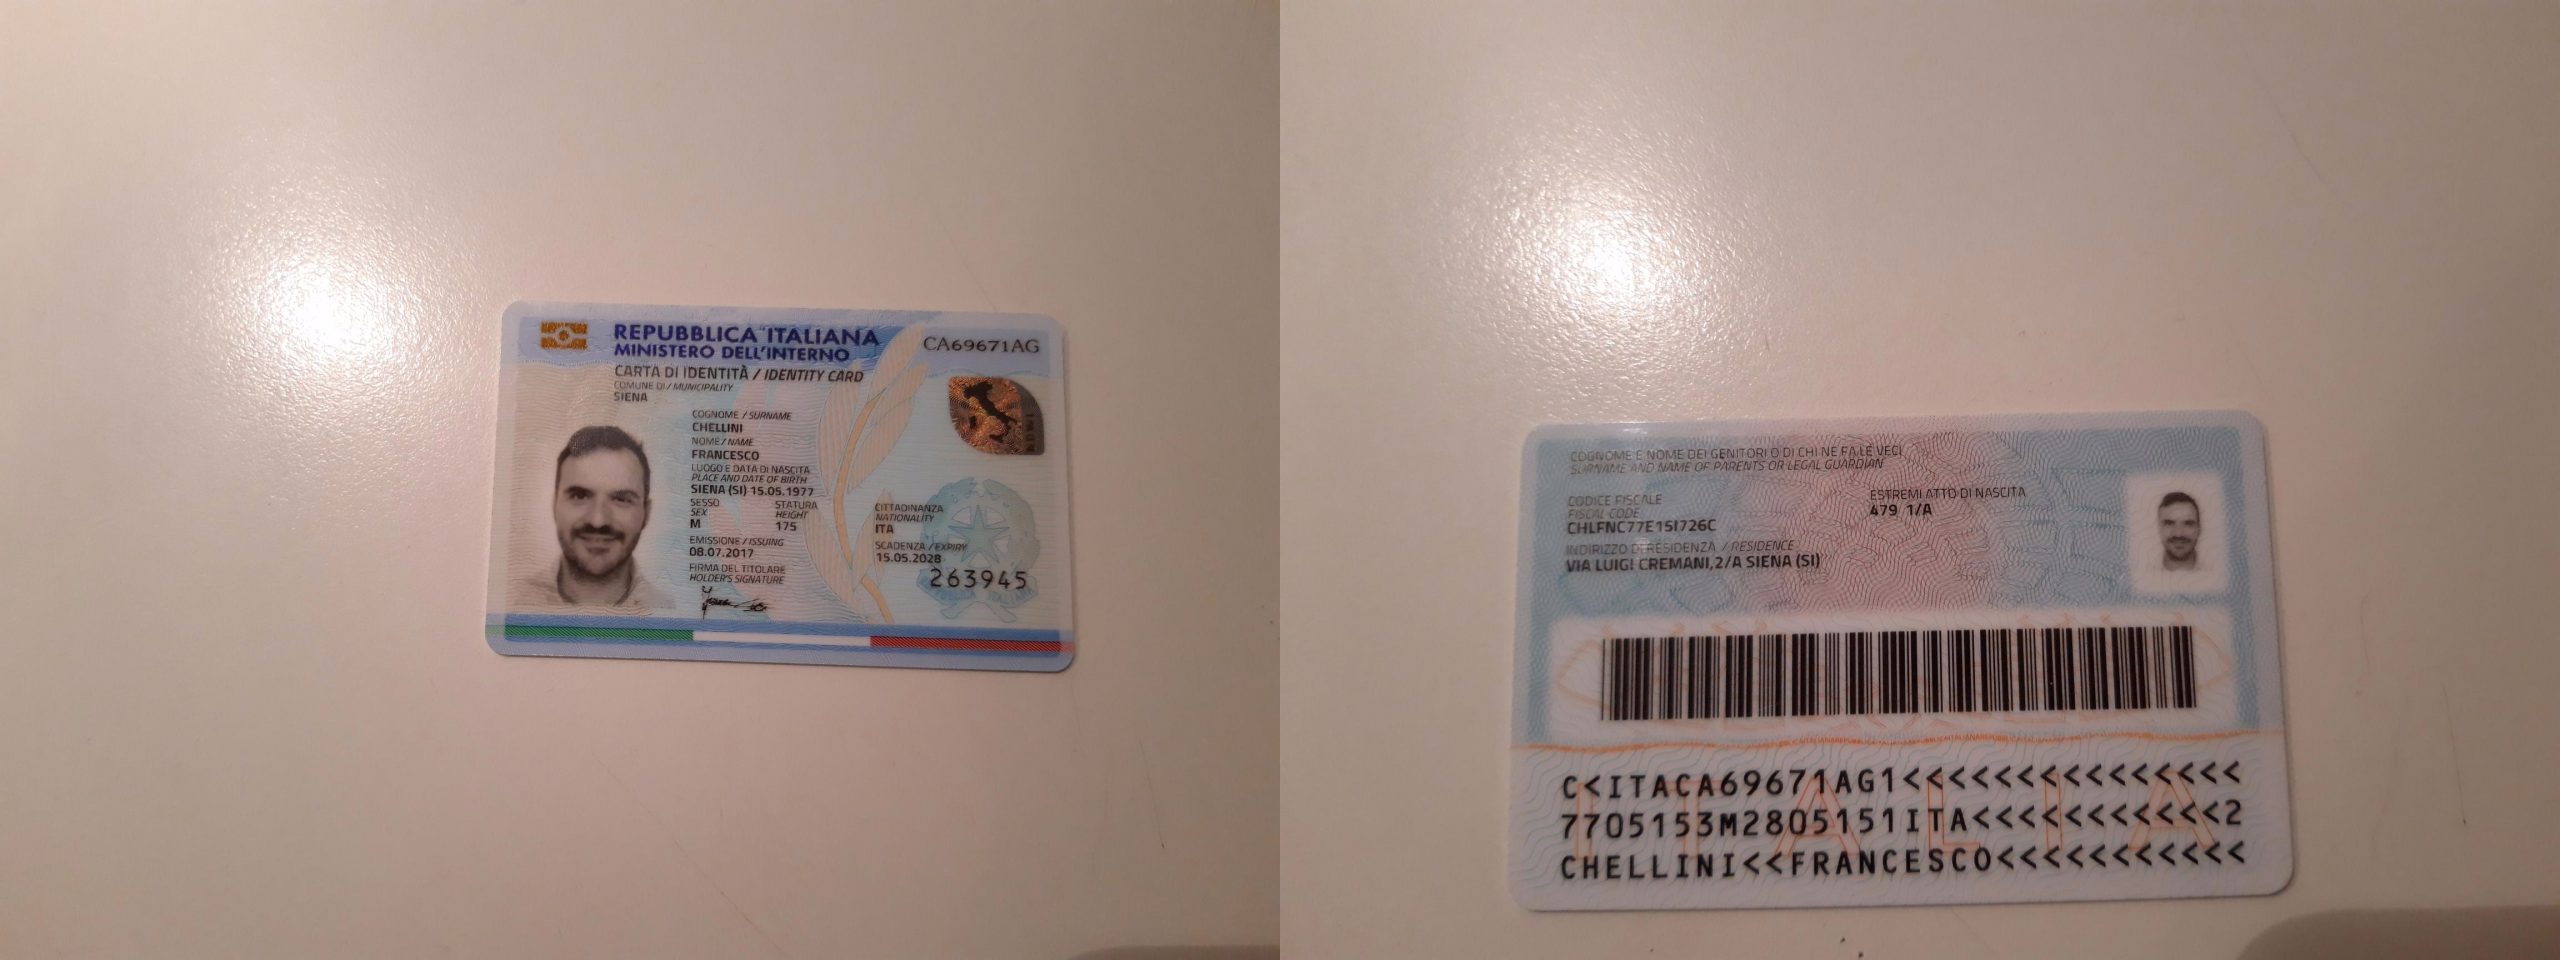 REPUBBLICA ITALIANA
MINISTERO DELL'INTERNO
CA69671AG
CARTA DI IDENTITÀ / IDENTITY CARD
COMUNE DI / MUNICIPALITY
SIENA
COGNOME / SURNAME
CHELLINI
NOME / NAME
FRANCESCO
LUOGO E DATA DI NASCITA
PLACE AND DATE OF BIRTH
SIENA (SI) 15.05.1977
SESSO STATURA
SEX HEIGHT
M 175
CITTADINANZA
NATIONALITY
ITA
EMISSIONE / ISSUING
08.07.2017
SCADENZA / EXPIRY
15.05.2028
263945
FIRMA DEL TITOLARE
HOLDER'S SIGNATURE
COGNOME E NOME DEI GENITORI O DI CHI NE FA LE VECI
SURNAME AND NAME OF PARENTS OR LEGAL GUARDIAN
CODICE FISCALE
FISCAL CODE
CHLFNC77E15I726C
ESTREMI ATTO DI NASCITA
479 1/A
INDIRIZZO DI RESIDENZA / RESIDENCE
VIA LUIGI CREMANI,2/A SIENA (SI)
C<ITACA69671AG1<<<<<<<<<<<<<<<
7705153M2805151ITA<<<<<<<<<<<2
CHELLINI<<FRANCESCO<<<<<<<<<<<